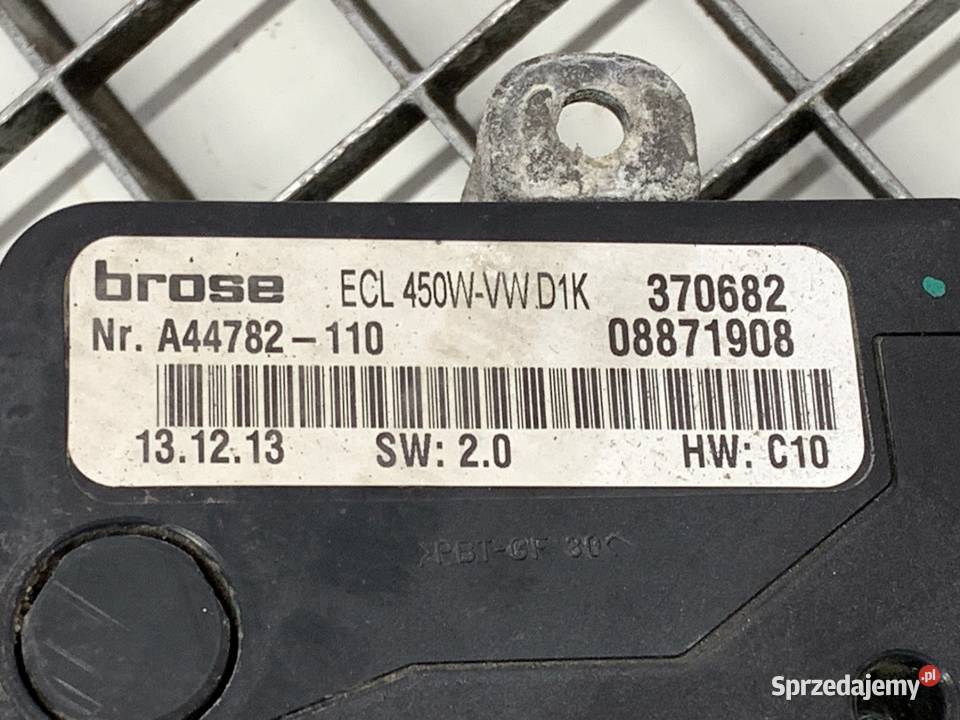 brose ECL 450W-VW.D1K 370682
Nr. A44782-110 08871908
13.12.13 SW: 2.0 HW: C10
>PBT-GF 30<
Sprzedajemy.pl